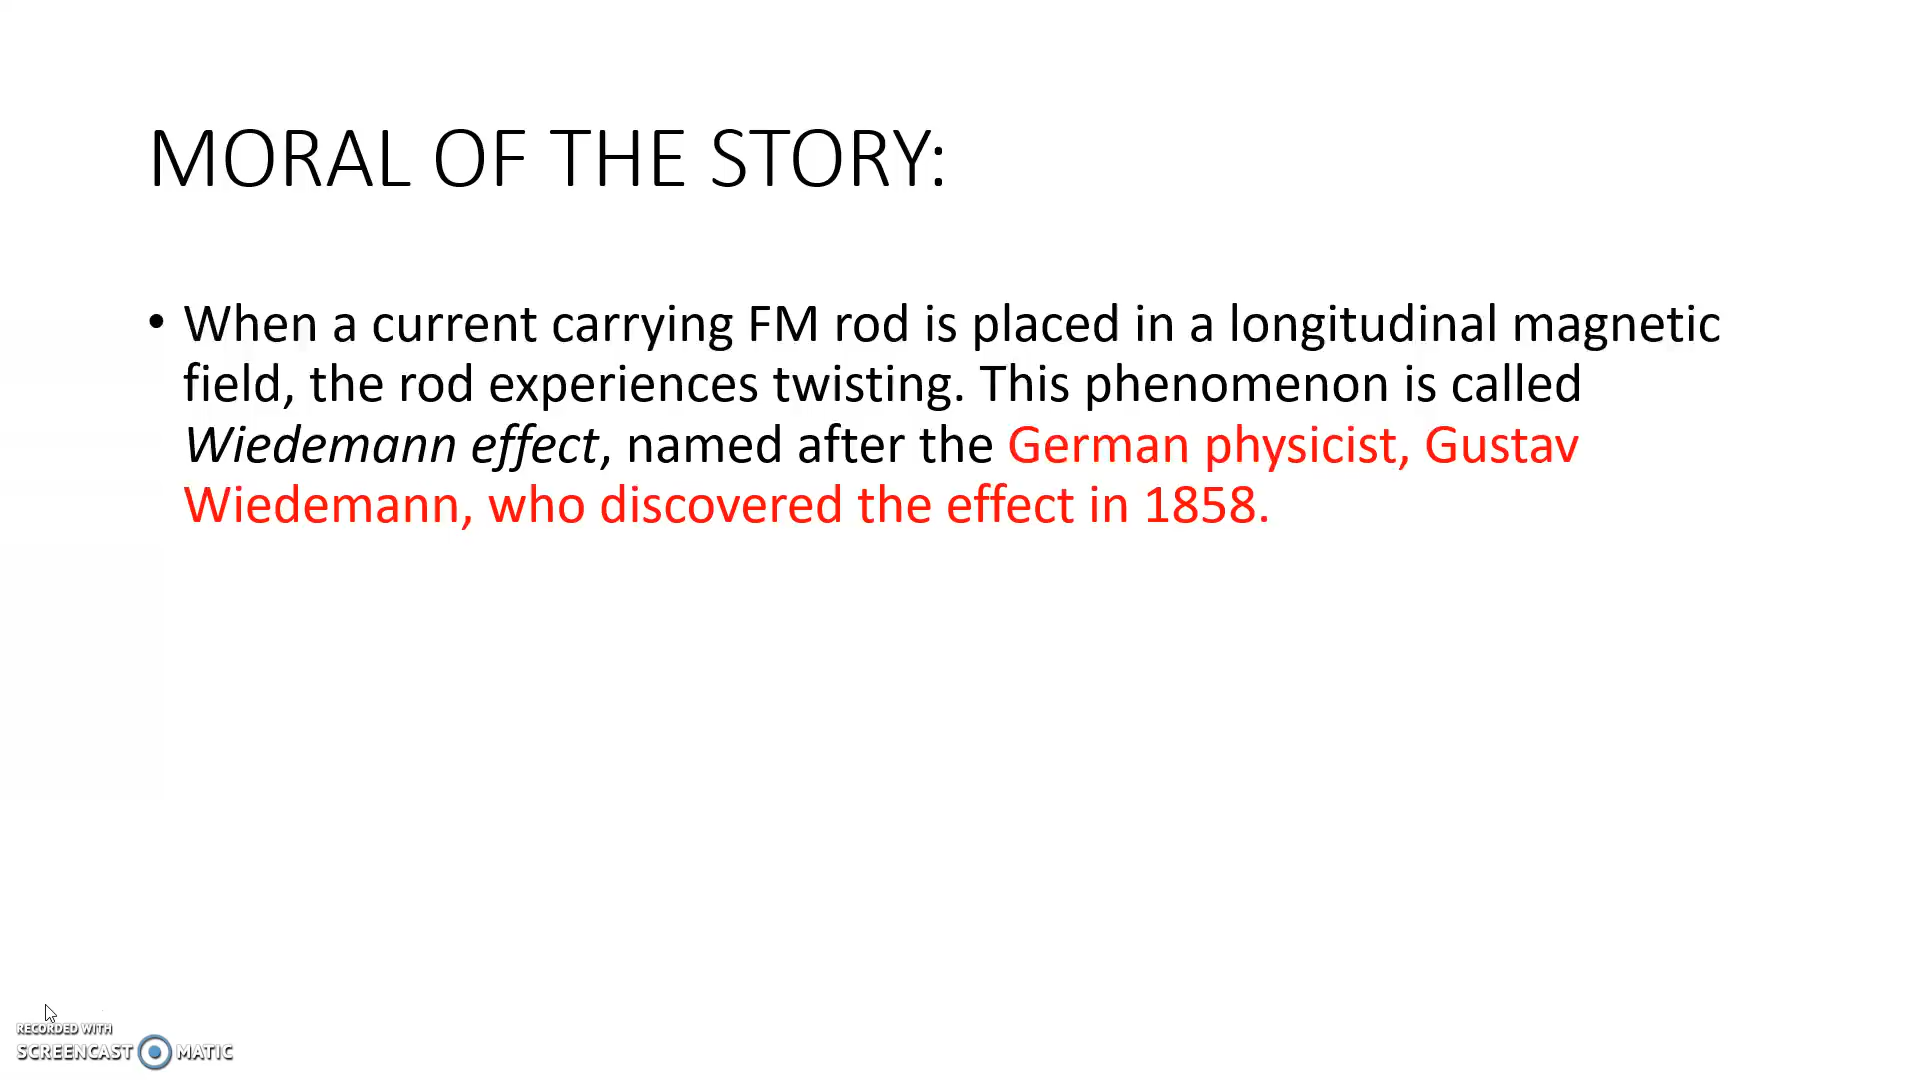 MORAL OF THE STORY:
• When a current carrying FM rod is placed in a longitudinal magnetic
field, the rod experiences twisting. This phenomenon is called
Wiedemann effect, named after the German physicist, Gustav
Wiedemann, who discovered the effect in 1858.
RECORDED WITH
SCREENCAST MATIC